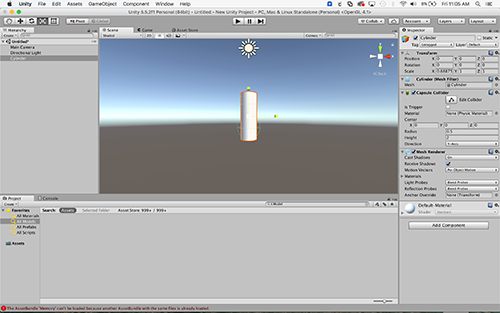 Unity File Edit Assets GameObject Component Window Help
Fri 11:05 AM
Unity 5.5.2f1 Personal (64bit) - Untitled - New Unity Project - PC, Mac & Linux Standalone (Personal) <OpenGL 4.1>
Pivot Local
Collab Account Layers Layout
Hierarchy
Create
Untitled*
Main Camera
Directional Light
Cylinder
Scene Game Asset Store
Shaded 2D Gizmos
Inspector
Cylinder Static
Tag Untagged Layer Default
Transform
Position X 0 Y 0 Z 0
Rotation X 0 Y 0 Z 0
Scale X Y 1 Z
Cylinder (Mesh Filter)
Mesh Cylinder
Capsule Collider
Edit Collider
Is Trigger
Material None (Physic Material)
Center
X 0 Y 0 Z 0
Radius 0.5
Height 2
Direction Y-Axis
Mesh Renderer
Cast Shadows On
Receive Shadows
Motion Vectors Per Object Motion
Materials
Light Probes Blend Probes
Reflection Probes Blend Probes
Anchor Override None (Transform)
Default-Material
Shader
Add Component
Project Console
Create
t:Model
Favorites
All Materials
All Models
All Prefabs
All Scripts
Assets
Search: Assets Selected Folder Asset Store: 999+ / 999+
The AssetBundle 'Memory' can't be loaded because another AssetBundle with the same files is already loaded.